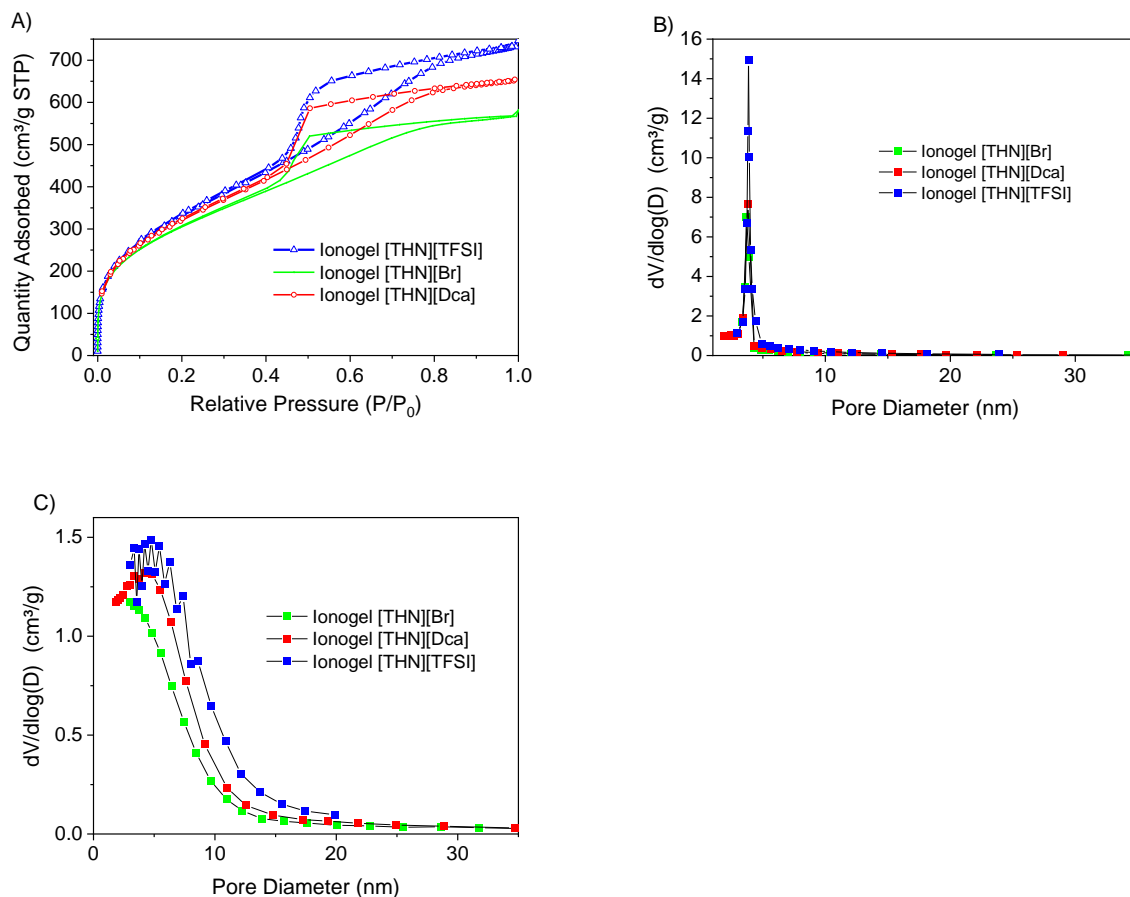 A)
Quantity Adsorbed (cm³/g STP)
700
600
500
400
300
200
100
0
Ionogel [THN][TFSI]
Ionogel [THN][Br]
Ionogel [THN][Dca]
0.0 0.2 0.4 0.6 0.8 1.0
Relative Pressure (P/P₀)
B)
dV/dlog(D) (cm³/g)
16
14
12
10
8
6
4
2
0
Ionogel [THN][Br]
Ionogel [THN][Dca]
Ionogel [THN][TFSI]
10 20 30
Pore Diameter (nm)
C)
dV/dlog(D) (cm³/g)
1.5
1.0
0.5
0.0
Ionogel [THN][Br]
Ionogel [THN][Dca]
Ionogel [THN][TFSI]
0 10 20 30
Pore Diameter (nm)